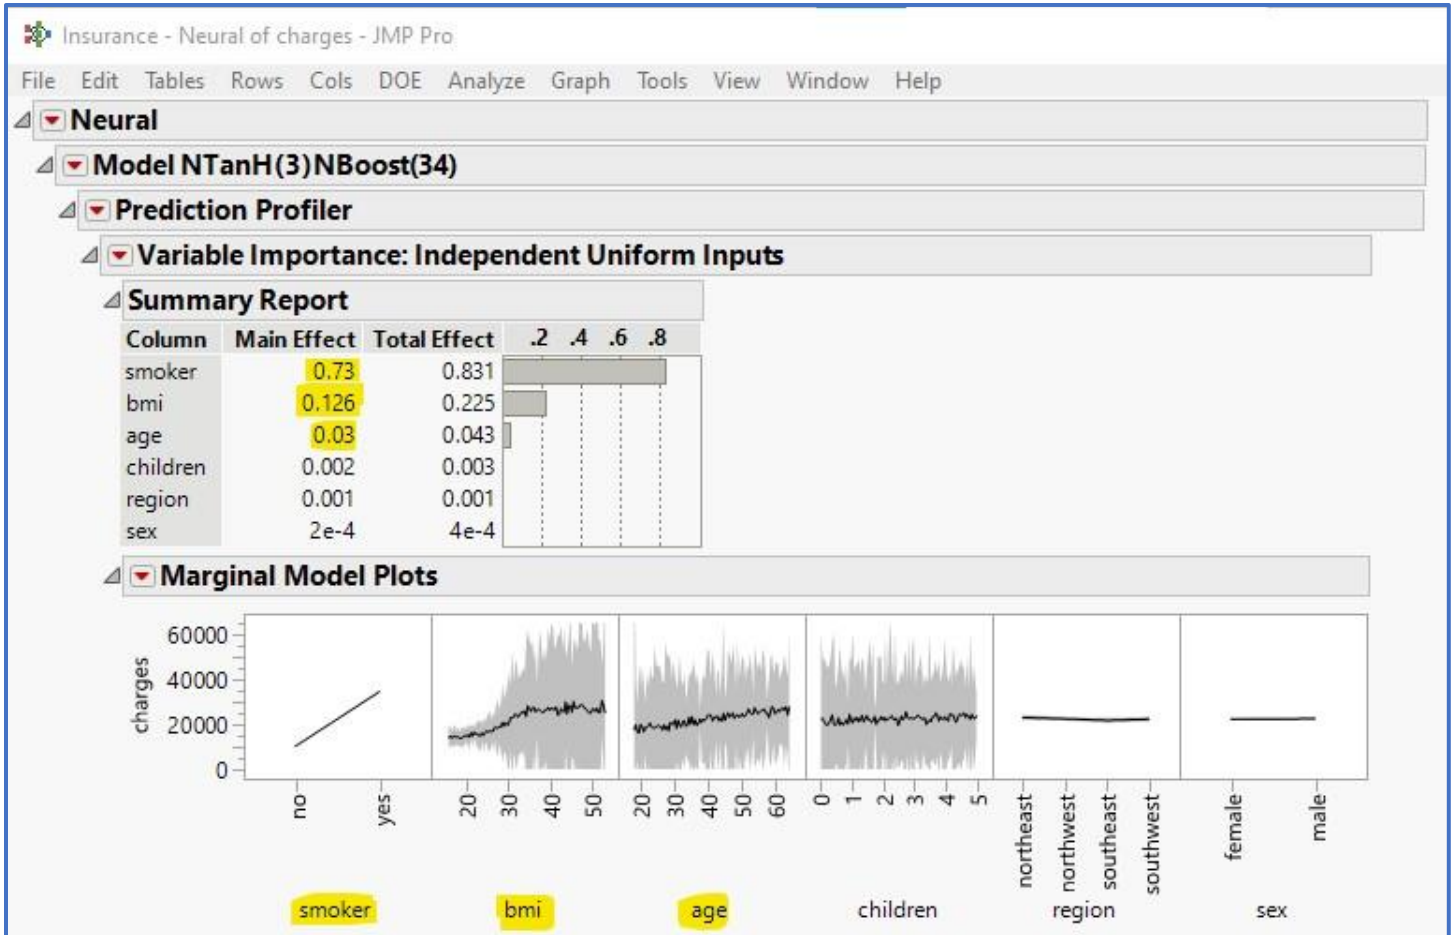 Insurance - Neural of charges - JMP Pro
File Edit Tables Rows Cols DOE Analyze Graph Tools View Window Help
Neural
Model NTanH(3)NBoost(34)
Prediction Profiler
Variable Importance: Independent Uniform Inputs
Summary Report
Column Main Effect Total Effect .2 .4 .6 .8
smoker 0.73 0.831
bmi 0.126 0.225
age 0.03 0.043
children 0.002 0.003
region 0.001 0.001
sex 2e-4 4e-4
Marginal Model Plots
charges
60000
40000
20000
0
no yes
20 30 40 50
20 30 40 50 60
0 1 2 3 4 5
northeast northwest southeast southwest
female male
smoker bmi age children region sex